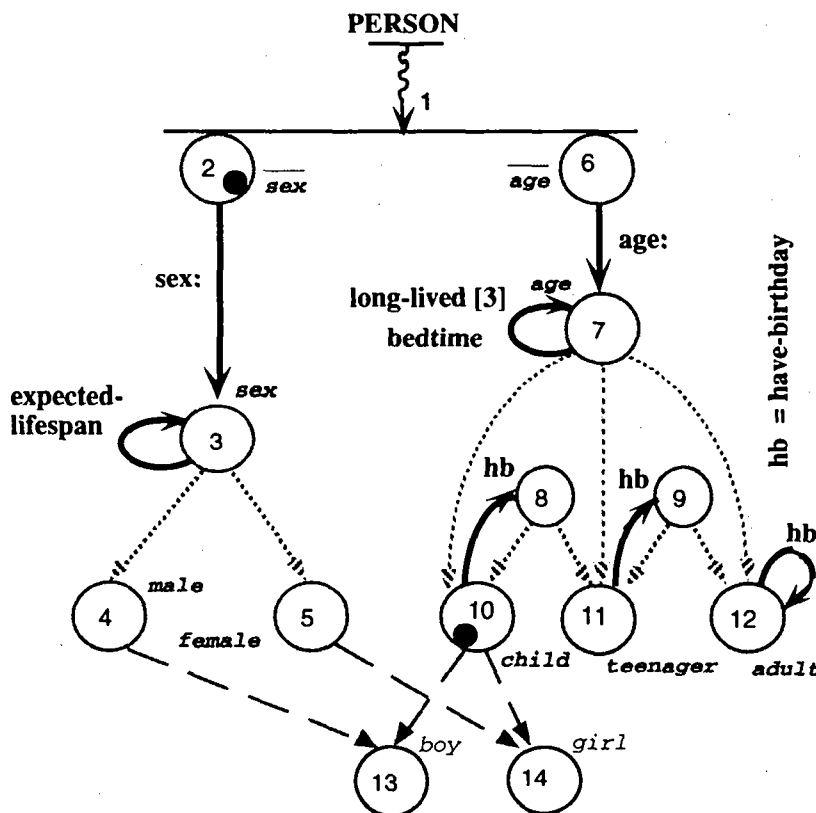 PERSON
1
2
sex
6
age
sex:
age:
long-lived [3]
bedtime
age
7
hb = have-birthday
expected-
lifespan
sex
3
hb
8
hb
9
hb
4
male
5
female
10
child
11
teenager
12
adult
13
boy
14
girl